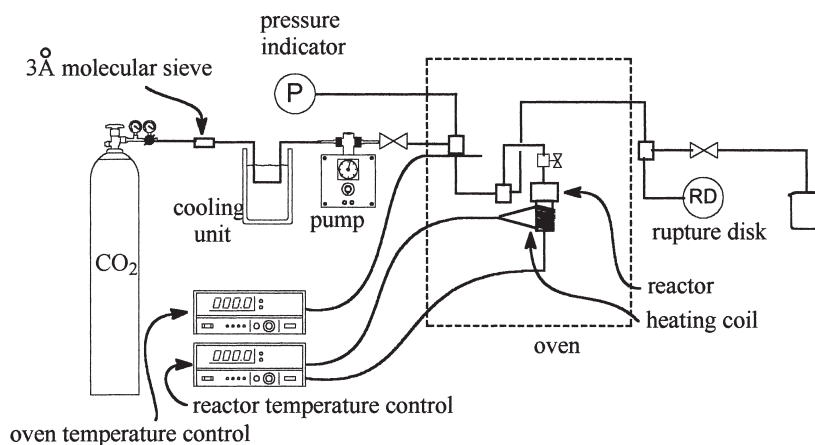 pressure
indicator
3Å molecular sieve
P
cooling
unit
pump
CO2
RD
rupture disk
reactor
heating coil
oven
000.0
000.0
reactor temperature control
oven temperature control